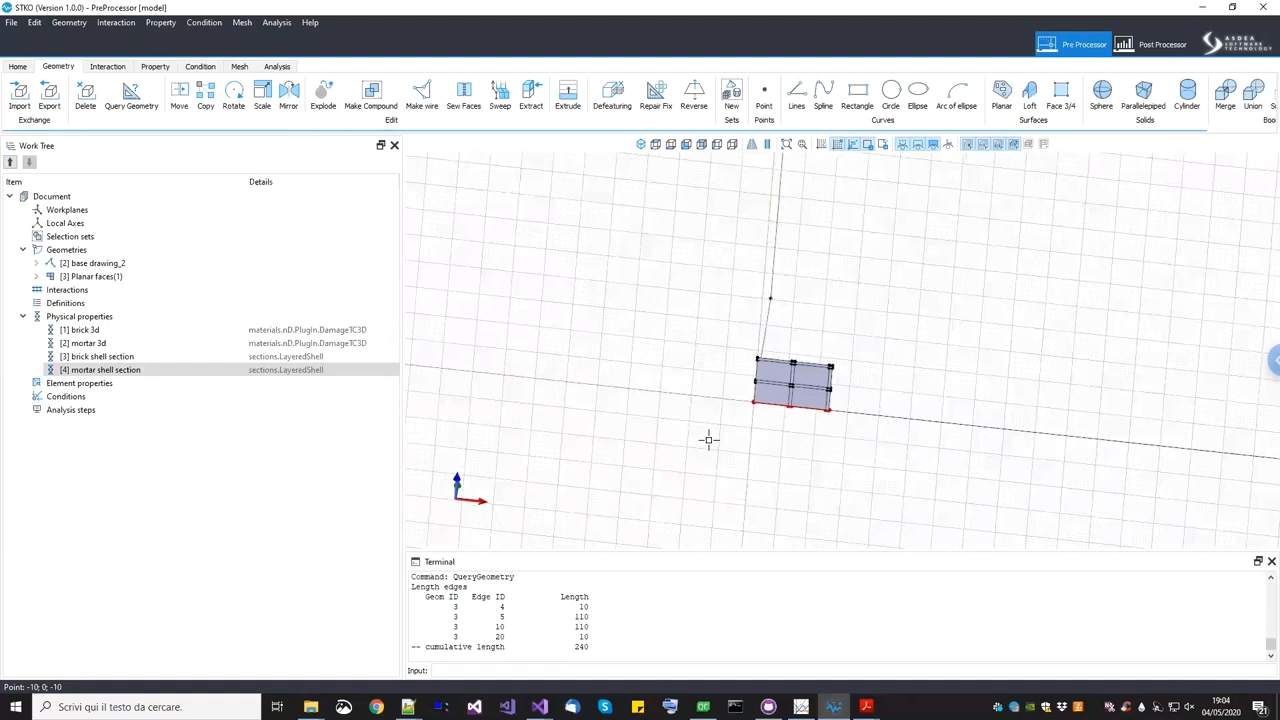 STKO (Version 1.0.0) - PreProcessor [model]
File Edit Geometry Interaction Property Condition Mesh Analysis Help
Pre Processor Post Processor ASDEA SOFTWARE TECHNOLOGY
Home Geometry Interaction Property Condition Mesh Analysis
Import Export Delete Query Geometry Move Copy Rotate Scale Mirror Explode Make Compound Make wire Sew Faces Sweep Extract Extrude Defeaturing Repair Fix Reverse New Point Lines Spline Rectangle Circle Ellipse Arc of ellipse Planar Loft Face 3/4 Sphere Parallelepiped Cylinder Merge Union
Exchange Edit Sets Points Curves Surfaces Solids Boo
Work Tree
Item Details
Document
Workplanes
Local Axes
Selection sets
Geometries
[2] base drawing_2
[3] Planar faces(1)
Interactions
Definitions
Physical properties
[1] brick 3d materials.nD.PlugIn.DamageTC3D
[2] mortar 3d materials.nD.PlugIn.DamageTC3D
[3] brick shell section sections.LayeredShell
[4] mortar shell section sections.LayeredShell
Element properties
Conditions
Analysis steps
Terminal
Command: QueryGeometry
Length edges
Geom ID Edge ID Length
3 4 10
3 5 110
3 10 110
3 20 10
-- cumulative length 240
Input:
Point: -10; 0; -10
Scrivi qui il testo da cercare.
19:04
04/05/2020